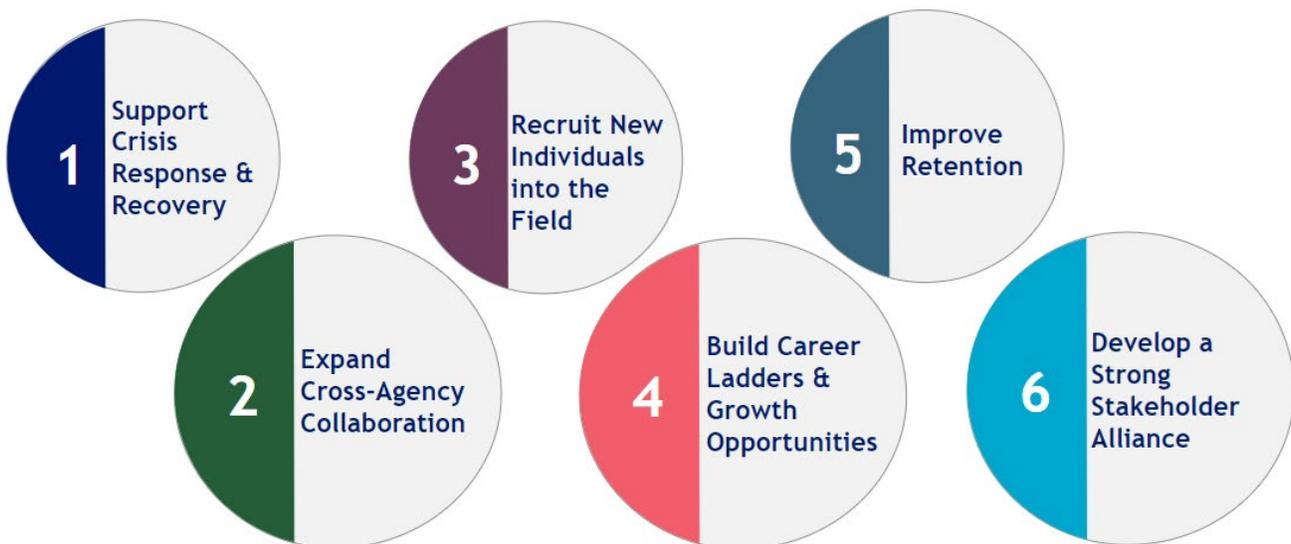 1
Support
Crisis
Response &
Recovery
2
Expand
Cross-Agency
Collaboration
3
Recruit New
Individuals
into the
Field
4
Build Career
Ladders &
Growth
Opportunities
5
Improve
Retention
6
Develop a
Strong
Stakeholder
Alliance